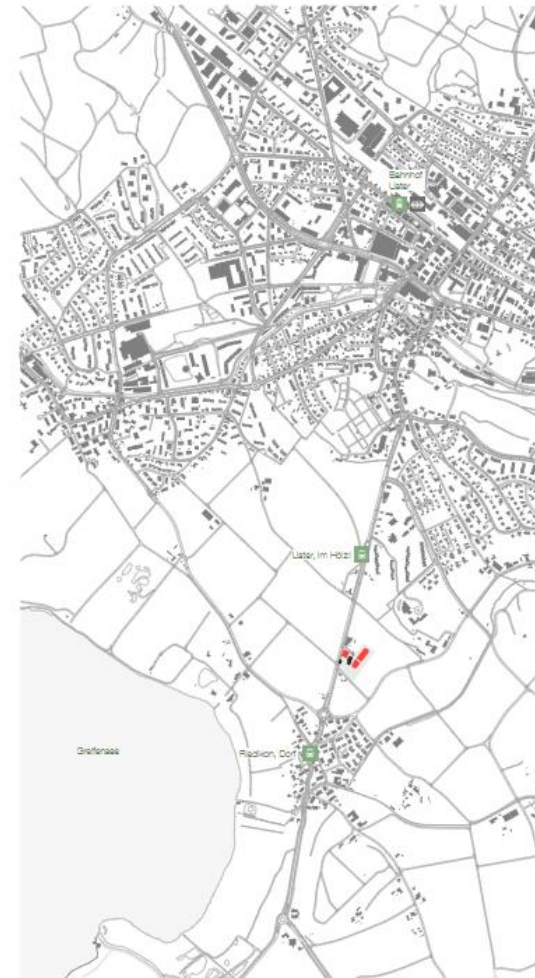 Bahnhof
Uster
Uster, Im Hölzli
Greifensee
Riedikon, Dorf